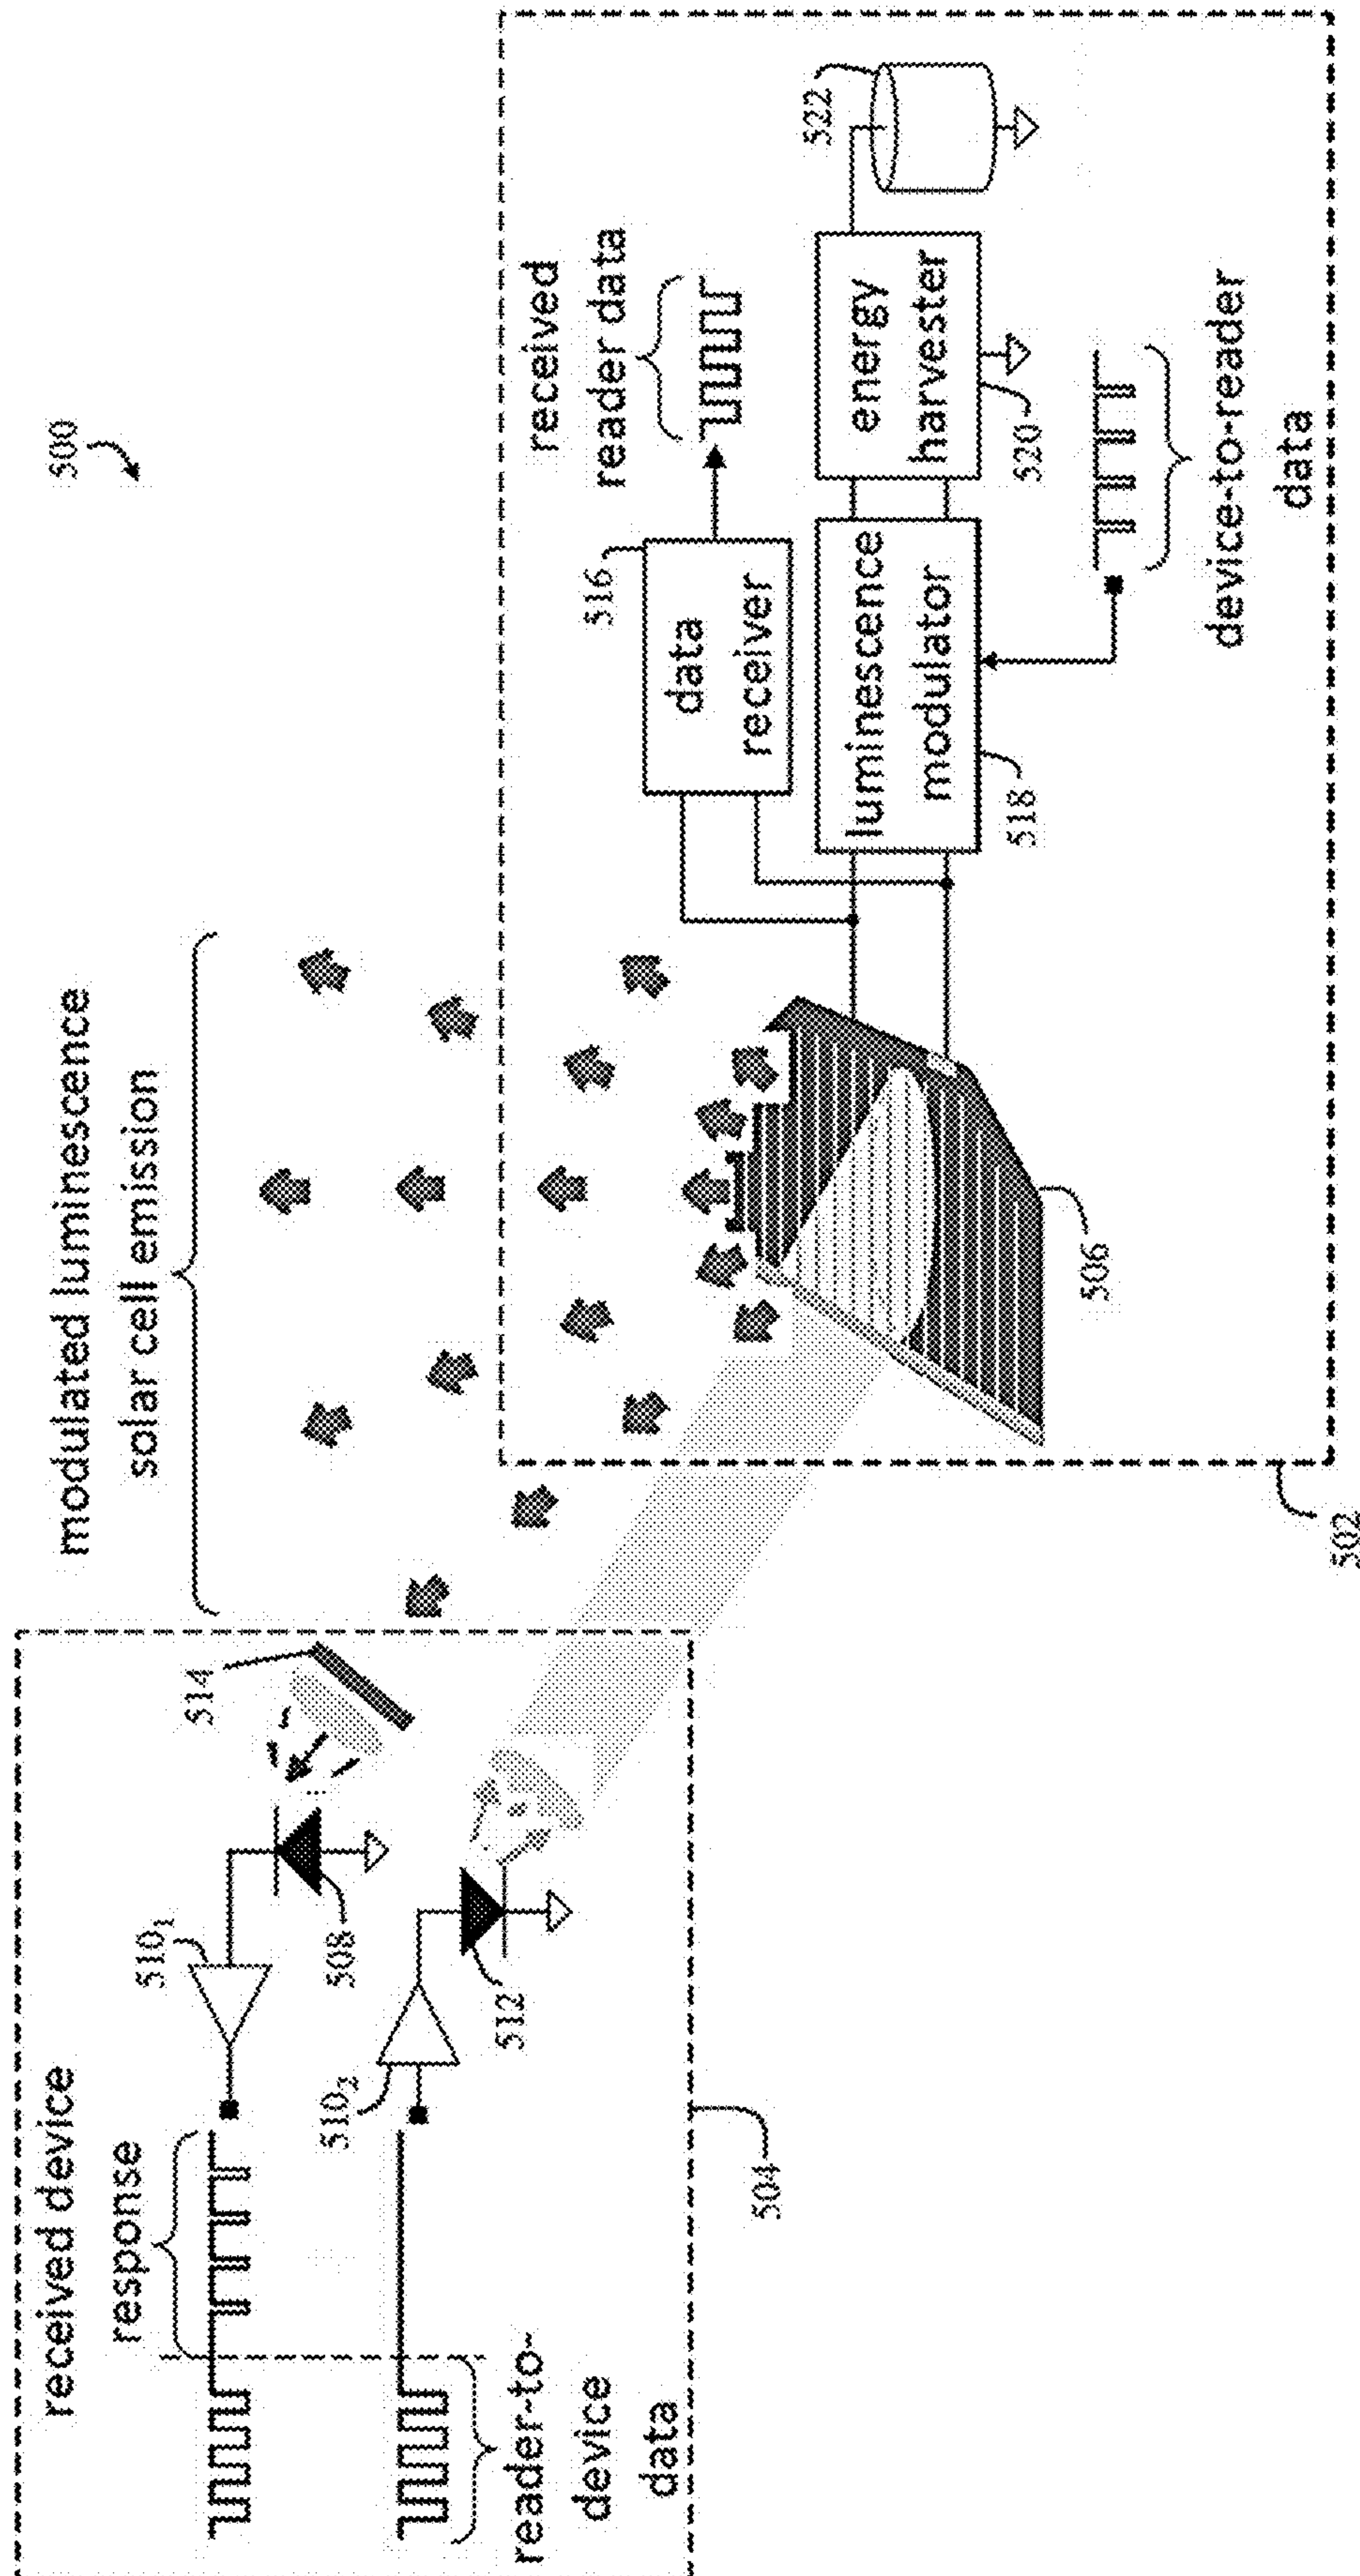 500
modulated luminescence
solar cell emission
received device
response
510₁
508
514
510₂
512
reader-to-
device
data
504
506
516
data
receiver
received
reader data
luminescence
modulator
518
energy
harvester
520
522
device-to-reader
data
502